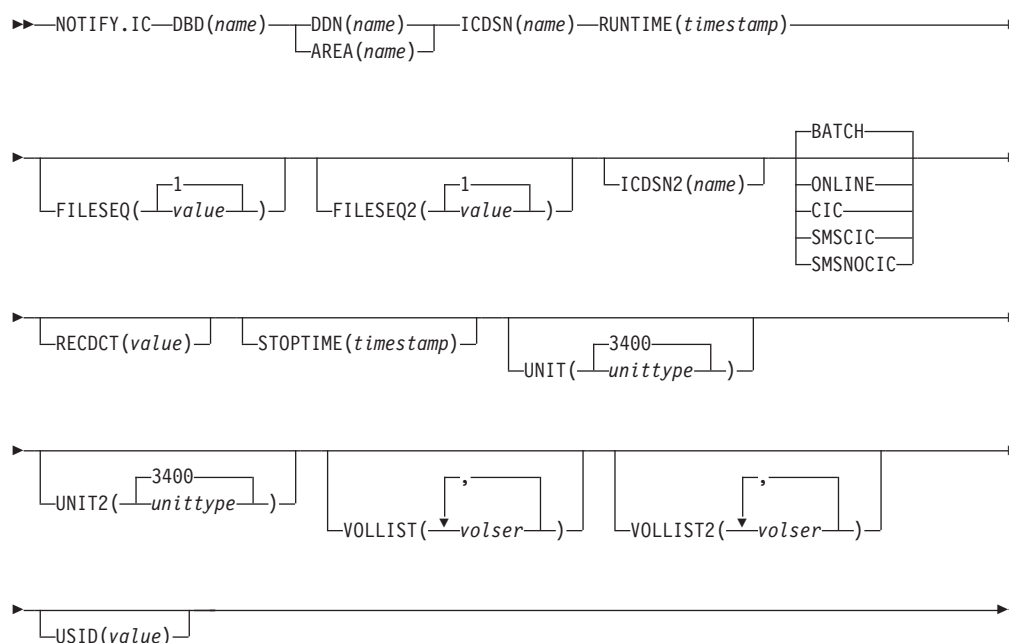 NOTIFY.IC DBD(name) DDN(name) ICDSN(name) RUNTIME(timestamp)
AREA(name)
BATCH
FILESEQ( 1 ) FILESEQ2( 1 ) ICDSN2(name) ONLINE
value value CIC
SMSCIC
SMSNOCIC
RECDCT(value) STOPTIME(timestamp) UNIT( 3400 )
unittype
UNIT2( 3400 ) VOLLIST( , volser ) VOLLIST2( , volser )
unittype
USID(value)